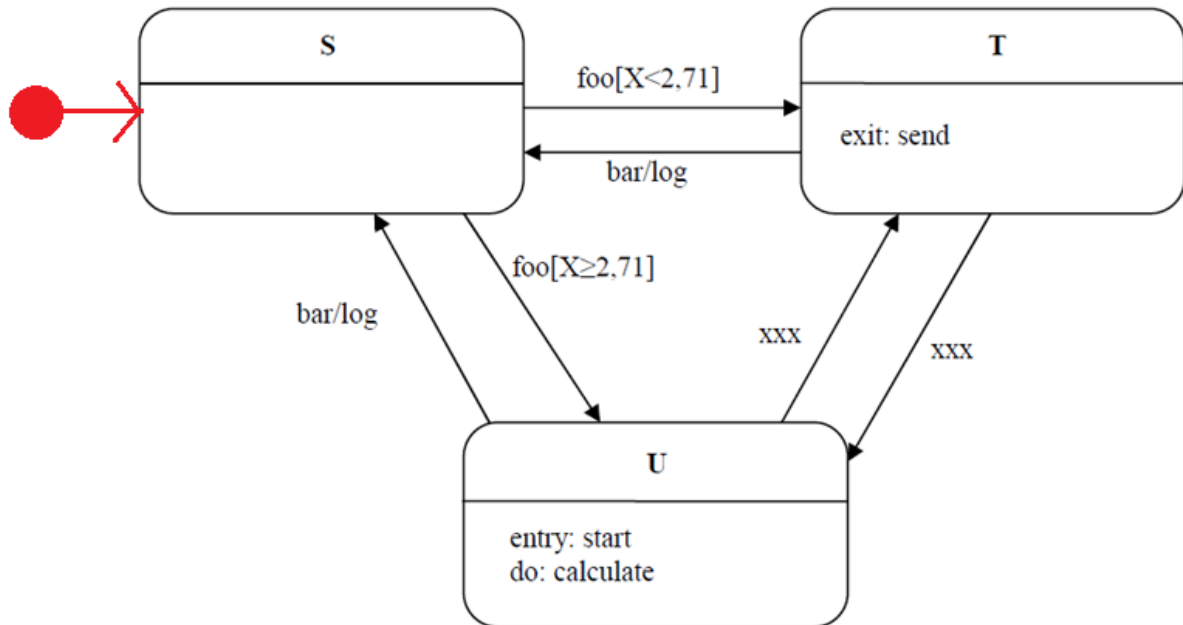 S
T
foo[X<2,71]
exit: send
bar/log
foo[X≥2,71]
bar/log
xxx
xxx
U
entry: start
do: calculate